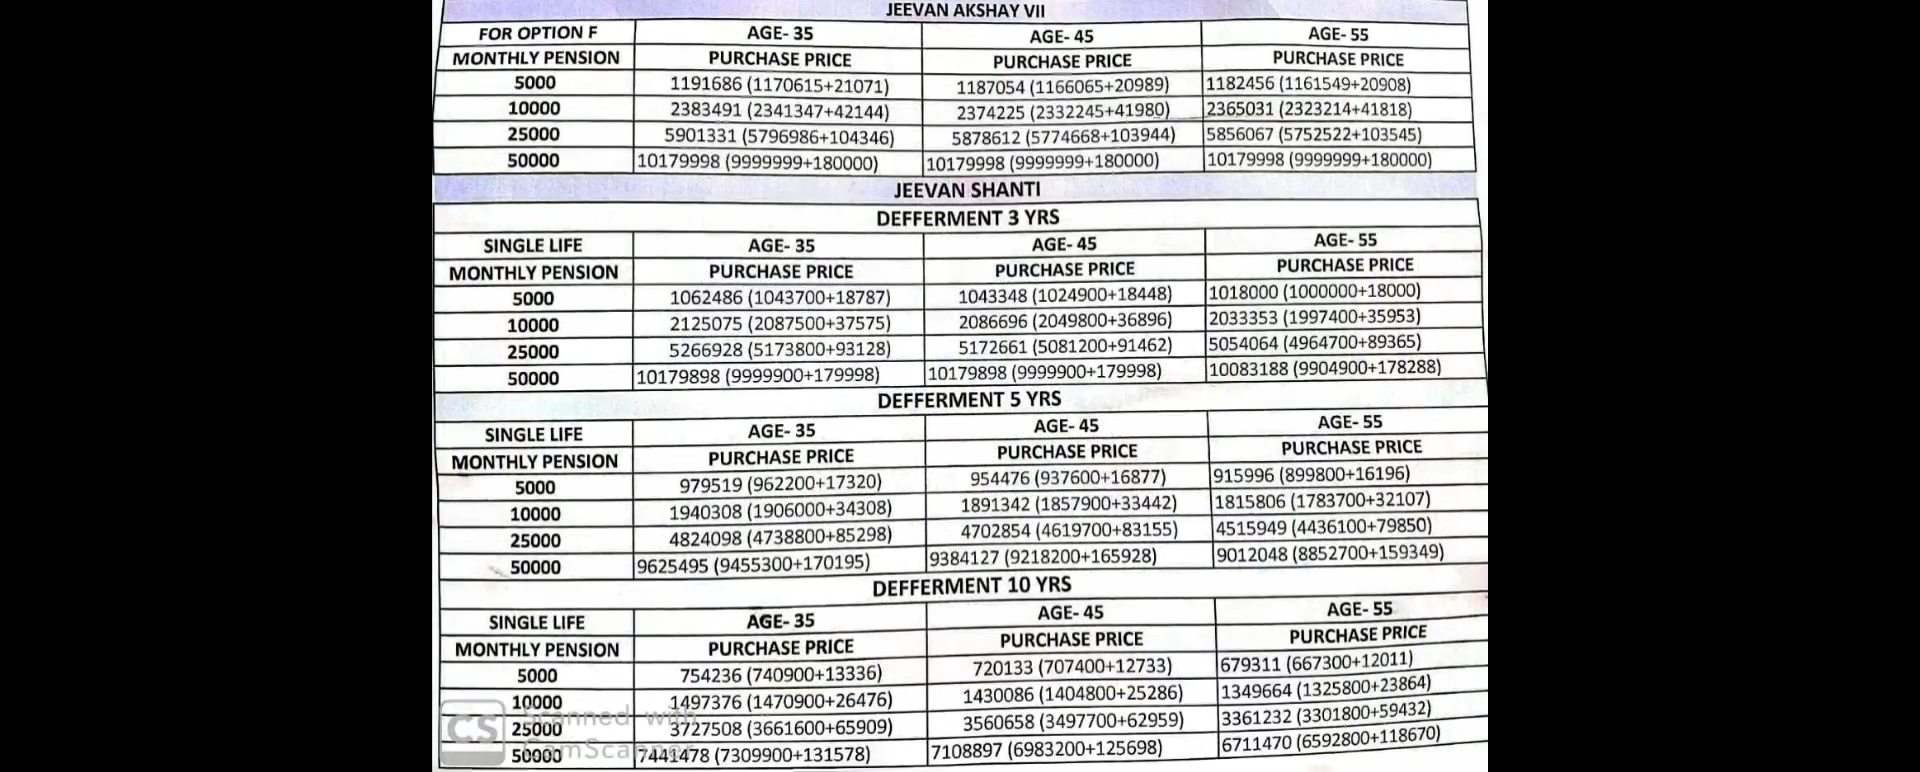 JEEVAN AKSHAY VII
FOR OPTION F AGE- 35 AGE- 45 AGE- 55
MONTHLY PENSION PURCHASE PRICE PURCHASE PRICE PURCHASE PRICE
5000 1191686 (1170615+21071) 1187054 (1166065+20989) 1182456 (1161549+20908)
10000 2383491 (2341347+42144) 2374225 (2332245+41980) 2365031 (2323214+41818)
25000 5901331 (5796986+104346) 5878612 (5774668+103944) 5856067 (5752522+103545)
50000 10179998 (9999999+180000) 10179998 (9999999+180000) 10179998 (9999999+180000)
JEEVAN SHANTI
DEFFERMENT 3 YRS
SINGLE LIFE AGE- 35 AGE- 45 AGE- 55
MONTHLY PENSION PURCHASE PRICE PURCHASE PRICE PURCHASE PRICE
5000 1062486 (1043700+18787) 1043348 (1024900+18448) 1018000 (1000000+18000)
10000 2125075 (2087500+37575) 2086696 (2049800+36896) 2033353 (1997400+35953)
25000 5266928 (5173800+93128) 5172661 (5081200+91462) 5054064 (4964700+89365)
50000 10179898 (9999900+179998) 10179898 (9999900+179998) 10083188 (9904900+178288)
DEFFERMENT 5 YRS
SINGLE LIFE AGE- 35 AGE- 45 AGE- 55
MONTHLY PENSION PURCHASE PRICE PURCHASE PRICE PURCHASE PRICE
5000 979519 (962200+17320) 954476 (937600+16877) 915996 (899800+16196)
10000 1940308 (1906000+34308) 1891342 (1857900+33442) 1815806 (1783700+32107)
25000 4824098 (4738800+85298) 4702854 (4619700+83155) 4515949 (4436100+79850)
50000 9625495 (9455300+170195) 9384127 (9218200+165928) 9012048 (8852700+159349)
DEFFERMENT 10 YRS
SINGLE LIFE AGE- 35 AGE- 45 AGE- 55
MONTHLY PENSION PURCHASE PRICE PURCHASE PRICE PURCHASE PRICE
5000 754236 (740900+13336) 720133 (707400+12733) 679311 (667300+12011)
10000 1497376 (1470900+26476) 1430086 (1404800+25286) 1349664 (1325800+23864)
25000 3727508 (3661600+65909) 3560658 (3497700+62959) 3361232 (3301800+59432)
50000 7441478 (7309900+131578) 7108897 (6983200+125698) 6711470 (6592800+118670)
CS Scanned with
CamScanner